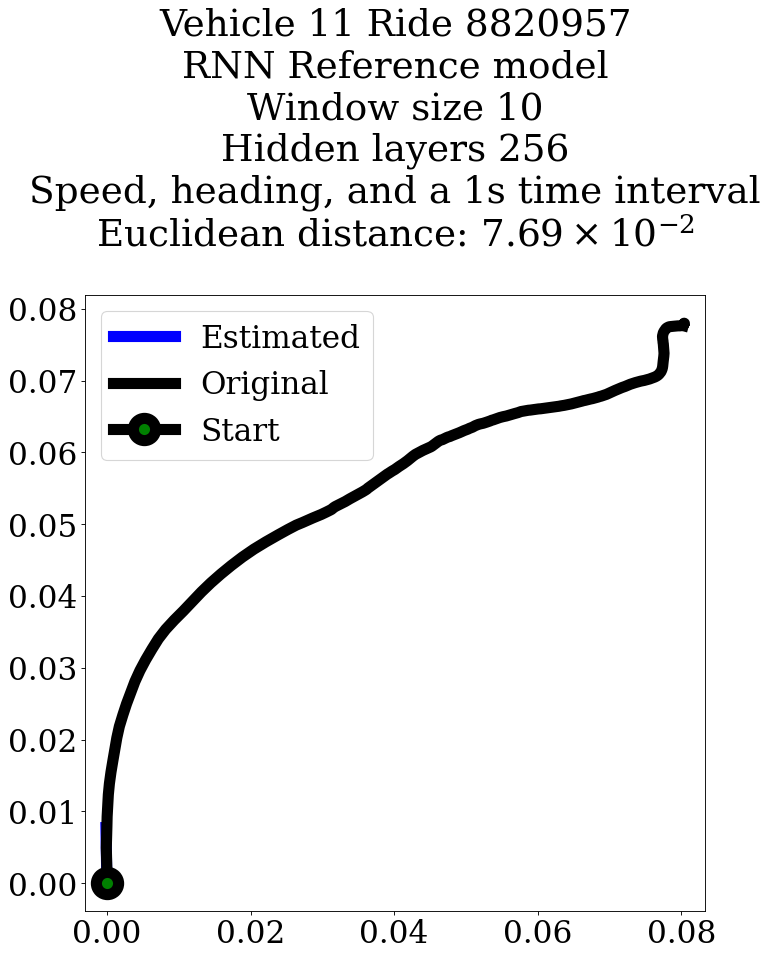 Vehicle 11 Ride 8820957
RNN Reference model
Window size 10
Hidden layers 256
Speed, heading, and a 1s time interval
Euclidean distance: 7.69 × 10⁻²
Estimated
Original
Start
0.08
0.07
0.06
0.05
0.04
0.03
0.02
0.01
0.00
0.00 0.02 0.04 0.06 0.08